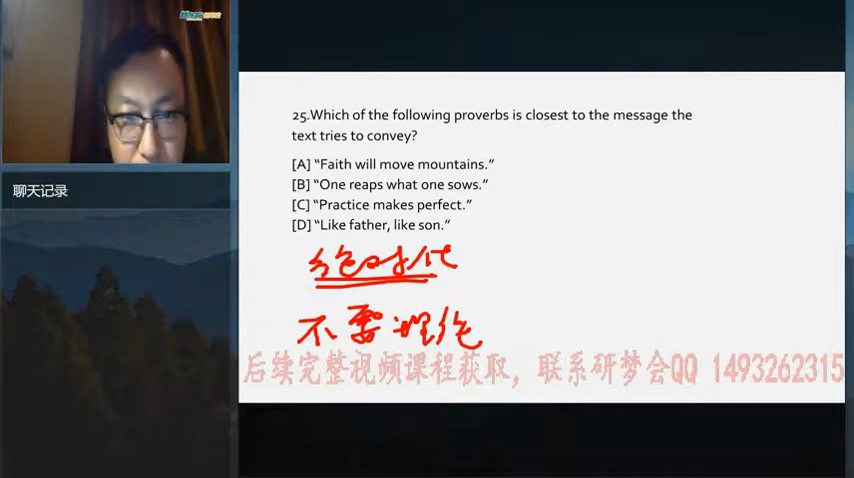 聊天记录
25.Which of the following proverbs is closest to the message the
text tries to convey?
[A] “Faith will move mountains.”
[B] “One reaps what one sows.”
[C] “Practice makes perfect.”
[D] “Like father, like son.”
绝对化
不要理论
后续完整视频课程获取，联系研梦会QQ 1493262315